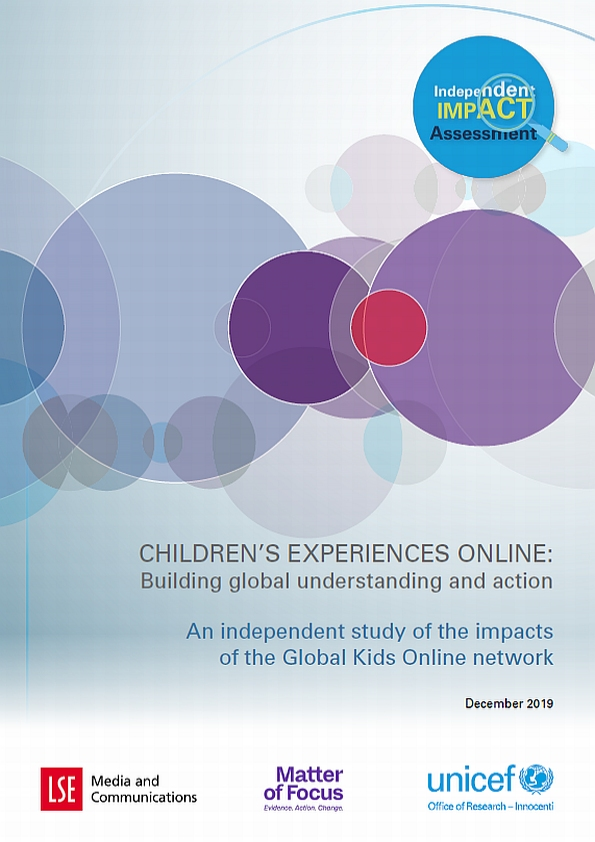 Independent
IMPACT
Assessment
CHILDREN'S EXPERIENCES ONLINE:
Building global understanding and action
An independent study of the impacts
of the Global Kids Online network
December 2019
LSE
Media and
Communications
Matter
of Focus
Evidence. Action. Change.
unicef
Office of Research – Innocenti